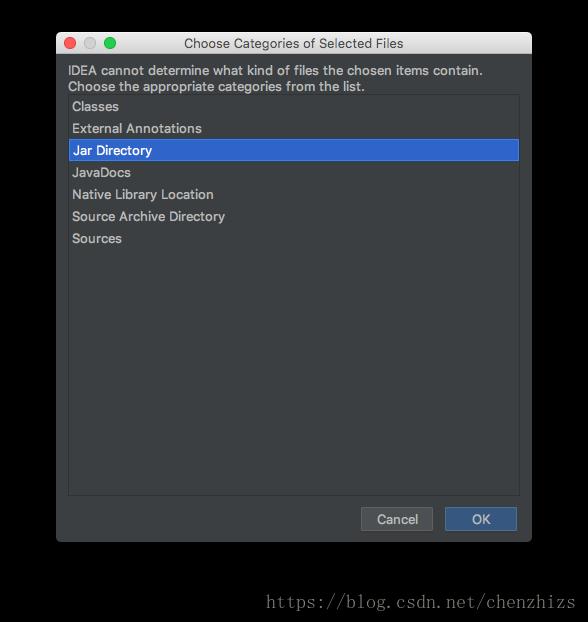 Choose Categories of Selected Files
IDEA cannot determine what kind of files the chosen items contain.
Choose the appropriate categories from the list.
Classes
External Annotations
Jar Directory
JavaDocs
Native Library Location
Source Archive Directory
Sources
Cancel
OK
https://blog.csdn.net/chenzhizs